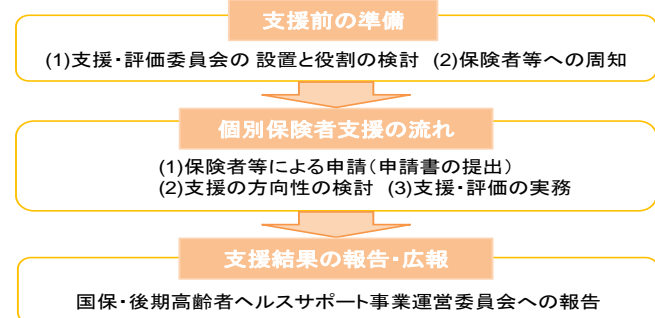 支援前の準備
(1)支援・評価委員会の 設置と役割の検討 (2)保険者等への周知
個別保険者支援の流れ
(1)保険者等による申請(申請書の提出)
(2)支援の方向性の検討 (3)支援・評価の実務
支援結果の報告・広報
国保・後期高齢者ヘルスサポート事業運営委員会への報告